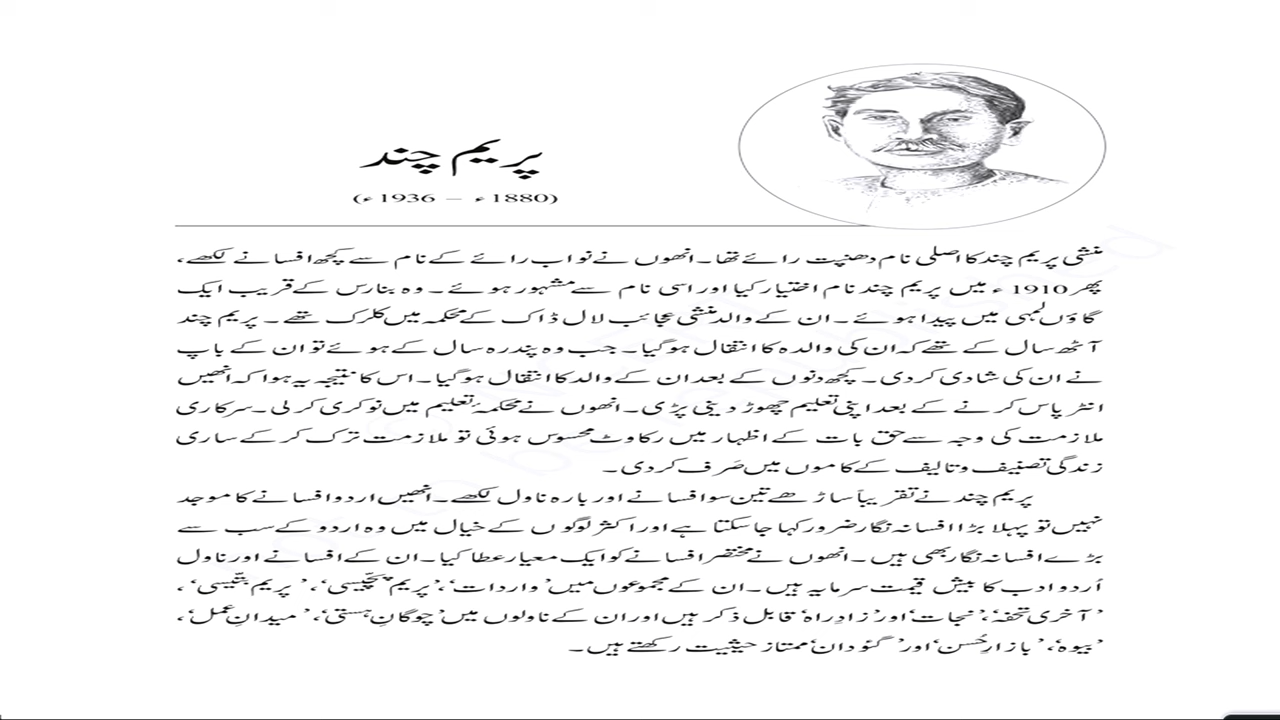 پریم چند
(1880ء – 1936ء)
منشی پریم چند کا اصلی نام دھنپت رائے تھا۔ انھوں نے نواب رائے کے نام سے کچھ افسانے لکھے،
پھر 1910ء میں پریم چند نام اختیار کیا اور اسی نام سے مشہور ہوئے۔ وہ بنارس کے قریب ایک
گاؤں لمہی میں پیدا ہوئے۔ ان کے والد منشی عجائب لال ڈاک کے محکمہ میں کلرک تھے۔ پریم چند
آٹھ سال کے تھے کہ ان کی والدہ کا انتقال ہوگیا۔ جب وہ پندرہ سال کے ہوئے تو ان کے باپ
نے ان کی شادی کردی۔ کچھ دنوں کے بعد ان کے والد کا انتقال ہوگیا۔ اس کا نتیجہ یہ ہوا کہ انھیں
انٹر پاس کرنے کے بعد اپنی تعلیم چھوڑ دینی پڑی۔ انھوں نے محکمۂ تعلیم میں نوکری کرلی۔ سرکاری
ملازمت کی وجہ سے حق بات کے اظہار میں رکاوٹ محسوس ہوئی تو ملازمت ترک کر کے ساری
زندگی تصنیف و تالیف کے کاموں میں صَرف کردی۔
پریم چند نے تقریباً ساڑھے تین سو افسانے اور بارہ ناول لکھے۔ انھیں اردو افسانے کا موجد
نہیں تو پہلا بڑا افسانہ نگار ضرور کہا جا سکتا ہے اور اکثر لوگوں کے خیال میں وہ اردو کے سب سے
بڑے افسانہ نگار بھی ہیں۔ انھوں نے مختصر افسانے کو ایک معیار عطا کیا۔ ان کے افسانے اور ناول
اُردو ادب کا بیش قیمت سرمایہ ہیں۔ ان کے مجموعوں میں ’واردات‘، ’پریم پچّیسی‘، ’پریم بتّیسی‘،
’آخری تحفہ‘، ’نجات‘ اور ’زادِ راہ‘ قابل ذکر ہیں اور ان کے ناولوں میں ’چوگانِ ہستی‘، ’میدانِ عمل‘،
’بیوہ‘، ’بازارِ حُسن‘ اور ’گئودان‘ ممتاز حیثیت رکھتے ہیں۔